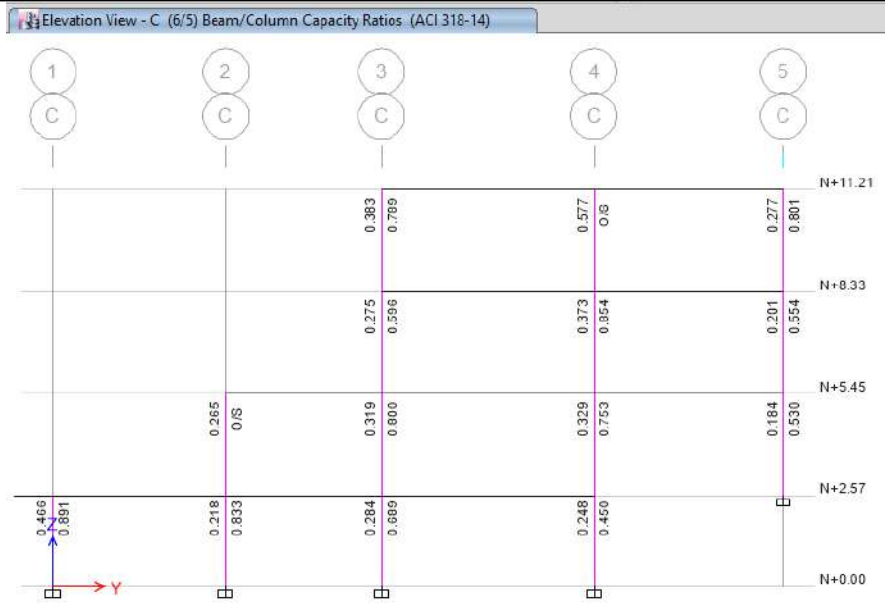 Elevation View - C (6/5) Beam/Column Capacity Ratios (ACI 318-14)
1 2 3 4 5
C C C C C
N+11.21
0.383 0.789 0.577 O/S 0.277 0.801
N+8.33
0.275 0.596 0.373 0.854 0.201 0.554
N+5.45
0.265 O/S 0.319 0.800 0.329 0.753 0.184 0.530
N+2.57
0.466 0.891 0.218 0.833 0.284 0.689 0.248 0.450
Z
Y
N+0.00